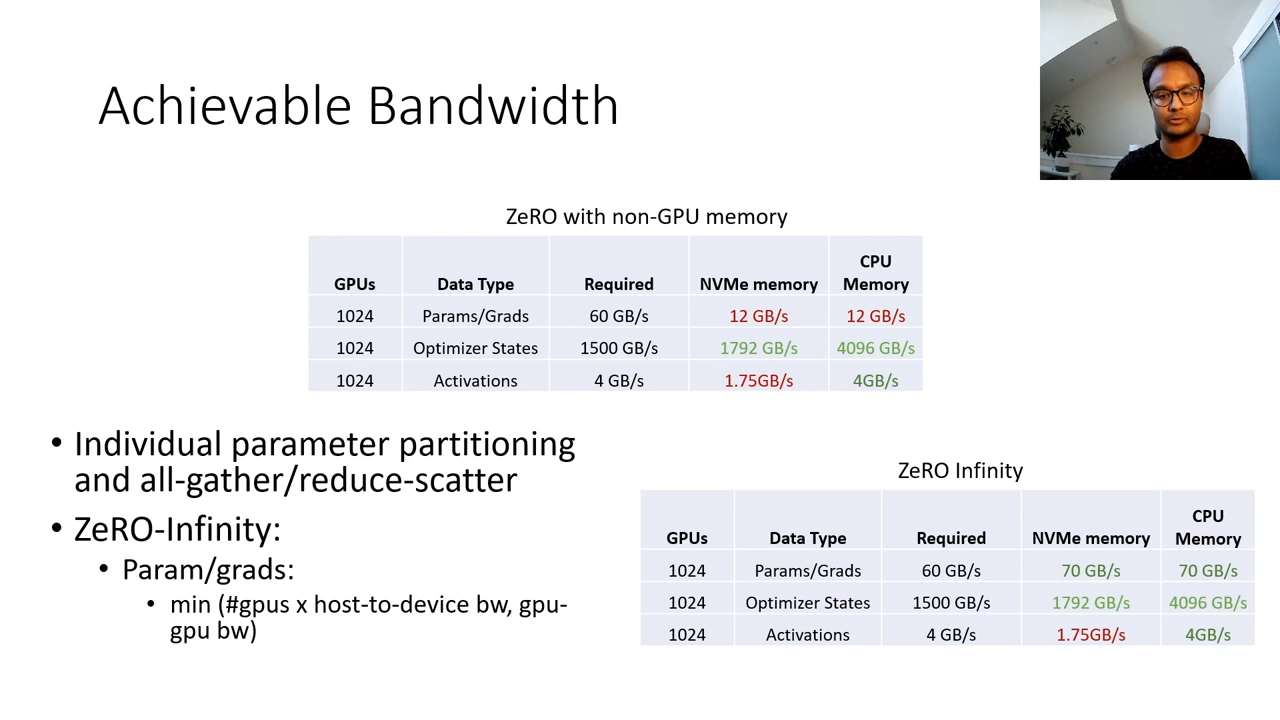 Achievable Bandwidth
ZeRO with non-GPU memory
GPUs Data Type Required NVMe memory CPU Memory
1024 Params/Grads 60 GB/s 12 GB/s 12 GB/s
1024 Optimizer States 1500 GB/s 1792 GB/s 4096 GB/s
1024 Activations 4 GB/s 1.75GB/s 4GB/s
• Individual parameter partitioning
and all-gather/reduce-scatter
• ZeRO-Infinity:
• Param/grads:
• min (#gpus x host-to-device bw, gpu-
gpu bw)
ZeRO Infinity
GPUs Data Type Required NVMe memory CPU Memory
1024 Params/Grads 60 GB/s 70 GB/s 70 GB/s
1024 Optimizer States 1500 GB/s 1792 GB/s 4096 GB/s
1024 Activations 4 GB/s 1.75GB/s 4GB/s